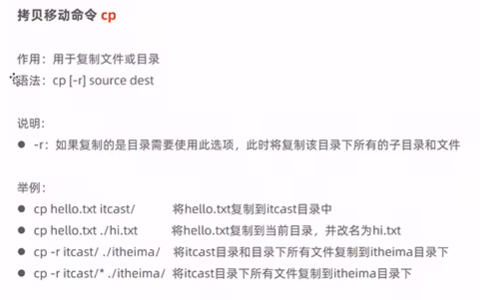 拷贝移动命令 cp
作用：用于复制文件或目录
语法：cp [-r] source dest
说明：
● -r：如果复制的是目录需要使用此选项，此时将复制该目录下所有的子目录和文件
举例：
● cp hello.txt itcast/ 将hello.txt复制到itcast目录中
● cp hello.txt ./hi.txt 将hello.txt复制到当前目录，并改名为hi.txt
● cp -r itcast/ ./itheima/ 将itcast目录和目录下所有文件复制到itheima目录下
● cp -r itcast/* ./itheima/ 将itcast目录下所有文件复制到itheima目录下